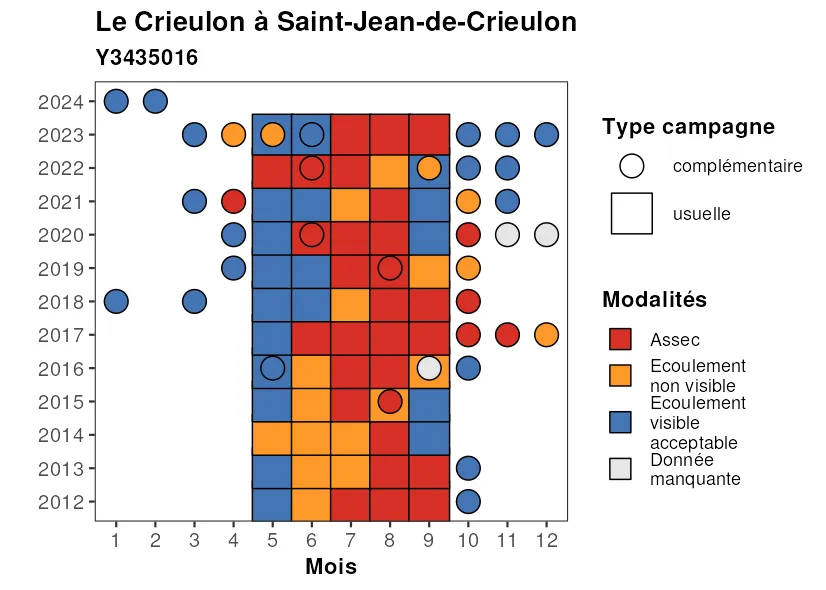 Le Crieulon à Saint-Jean-de-Crieulon
Y3435016
2024
2023
2022
2021
2020
2019
2018
2017
2016
2015
2014
2013
2012
1 2 3 4 5 6 7 8 9 10 11 12
Mois
Type campagne
complémentaire
usuelle
Modalités
Assec
Ecoulement
non visible
Ecoulement
visible
acceptable
Donnée
manquante